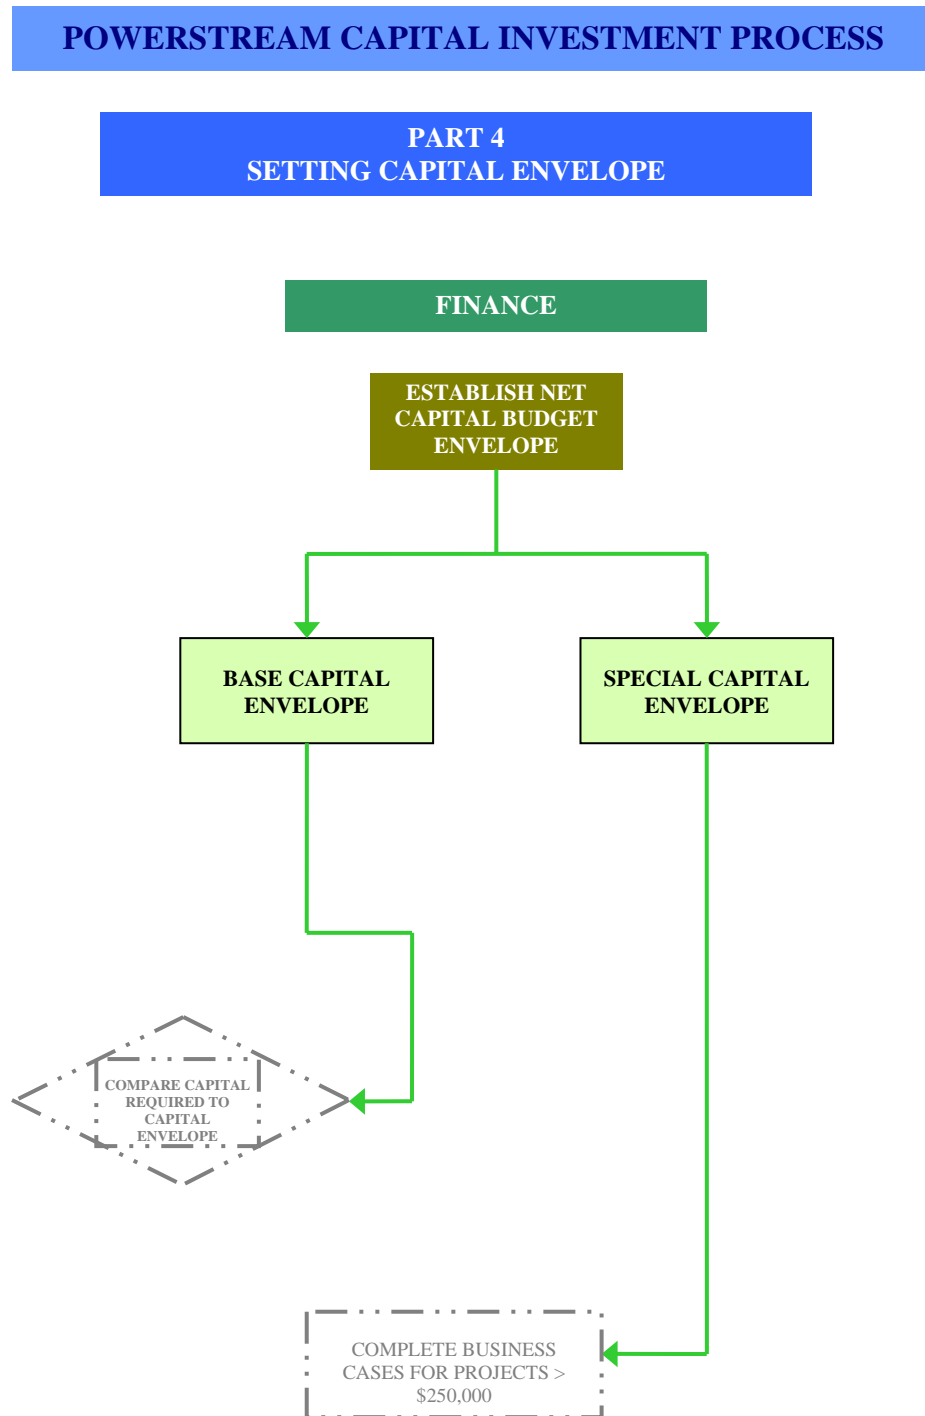 POWERSTREAM CAPITAL INVESTMENT PROCESS
PART 4
SETTING CAPITAL ENVELOPE
FINANCE
ESTABLISH NET
CAPITAL BUDGET
ENVELOPE
BASE CAPITAL
ENVELOPE
SPECIAL CAPITAL
ENVELOPE
COMPARE CAPITAL
REQUIRED TO
CAPITAL
ENVELOPE
COMPLETE BUSINESS
CASES FOR PROJECTS >
$250,000